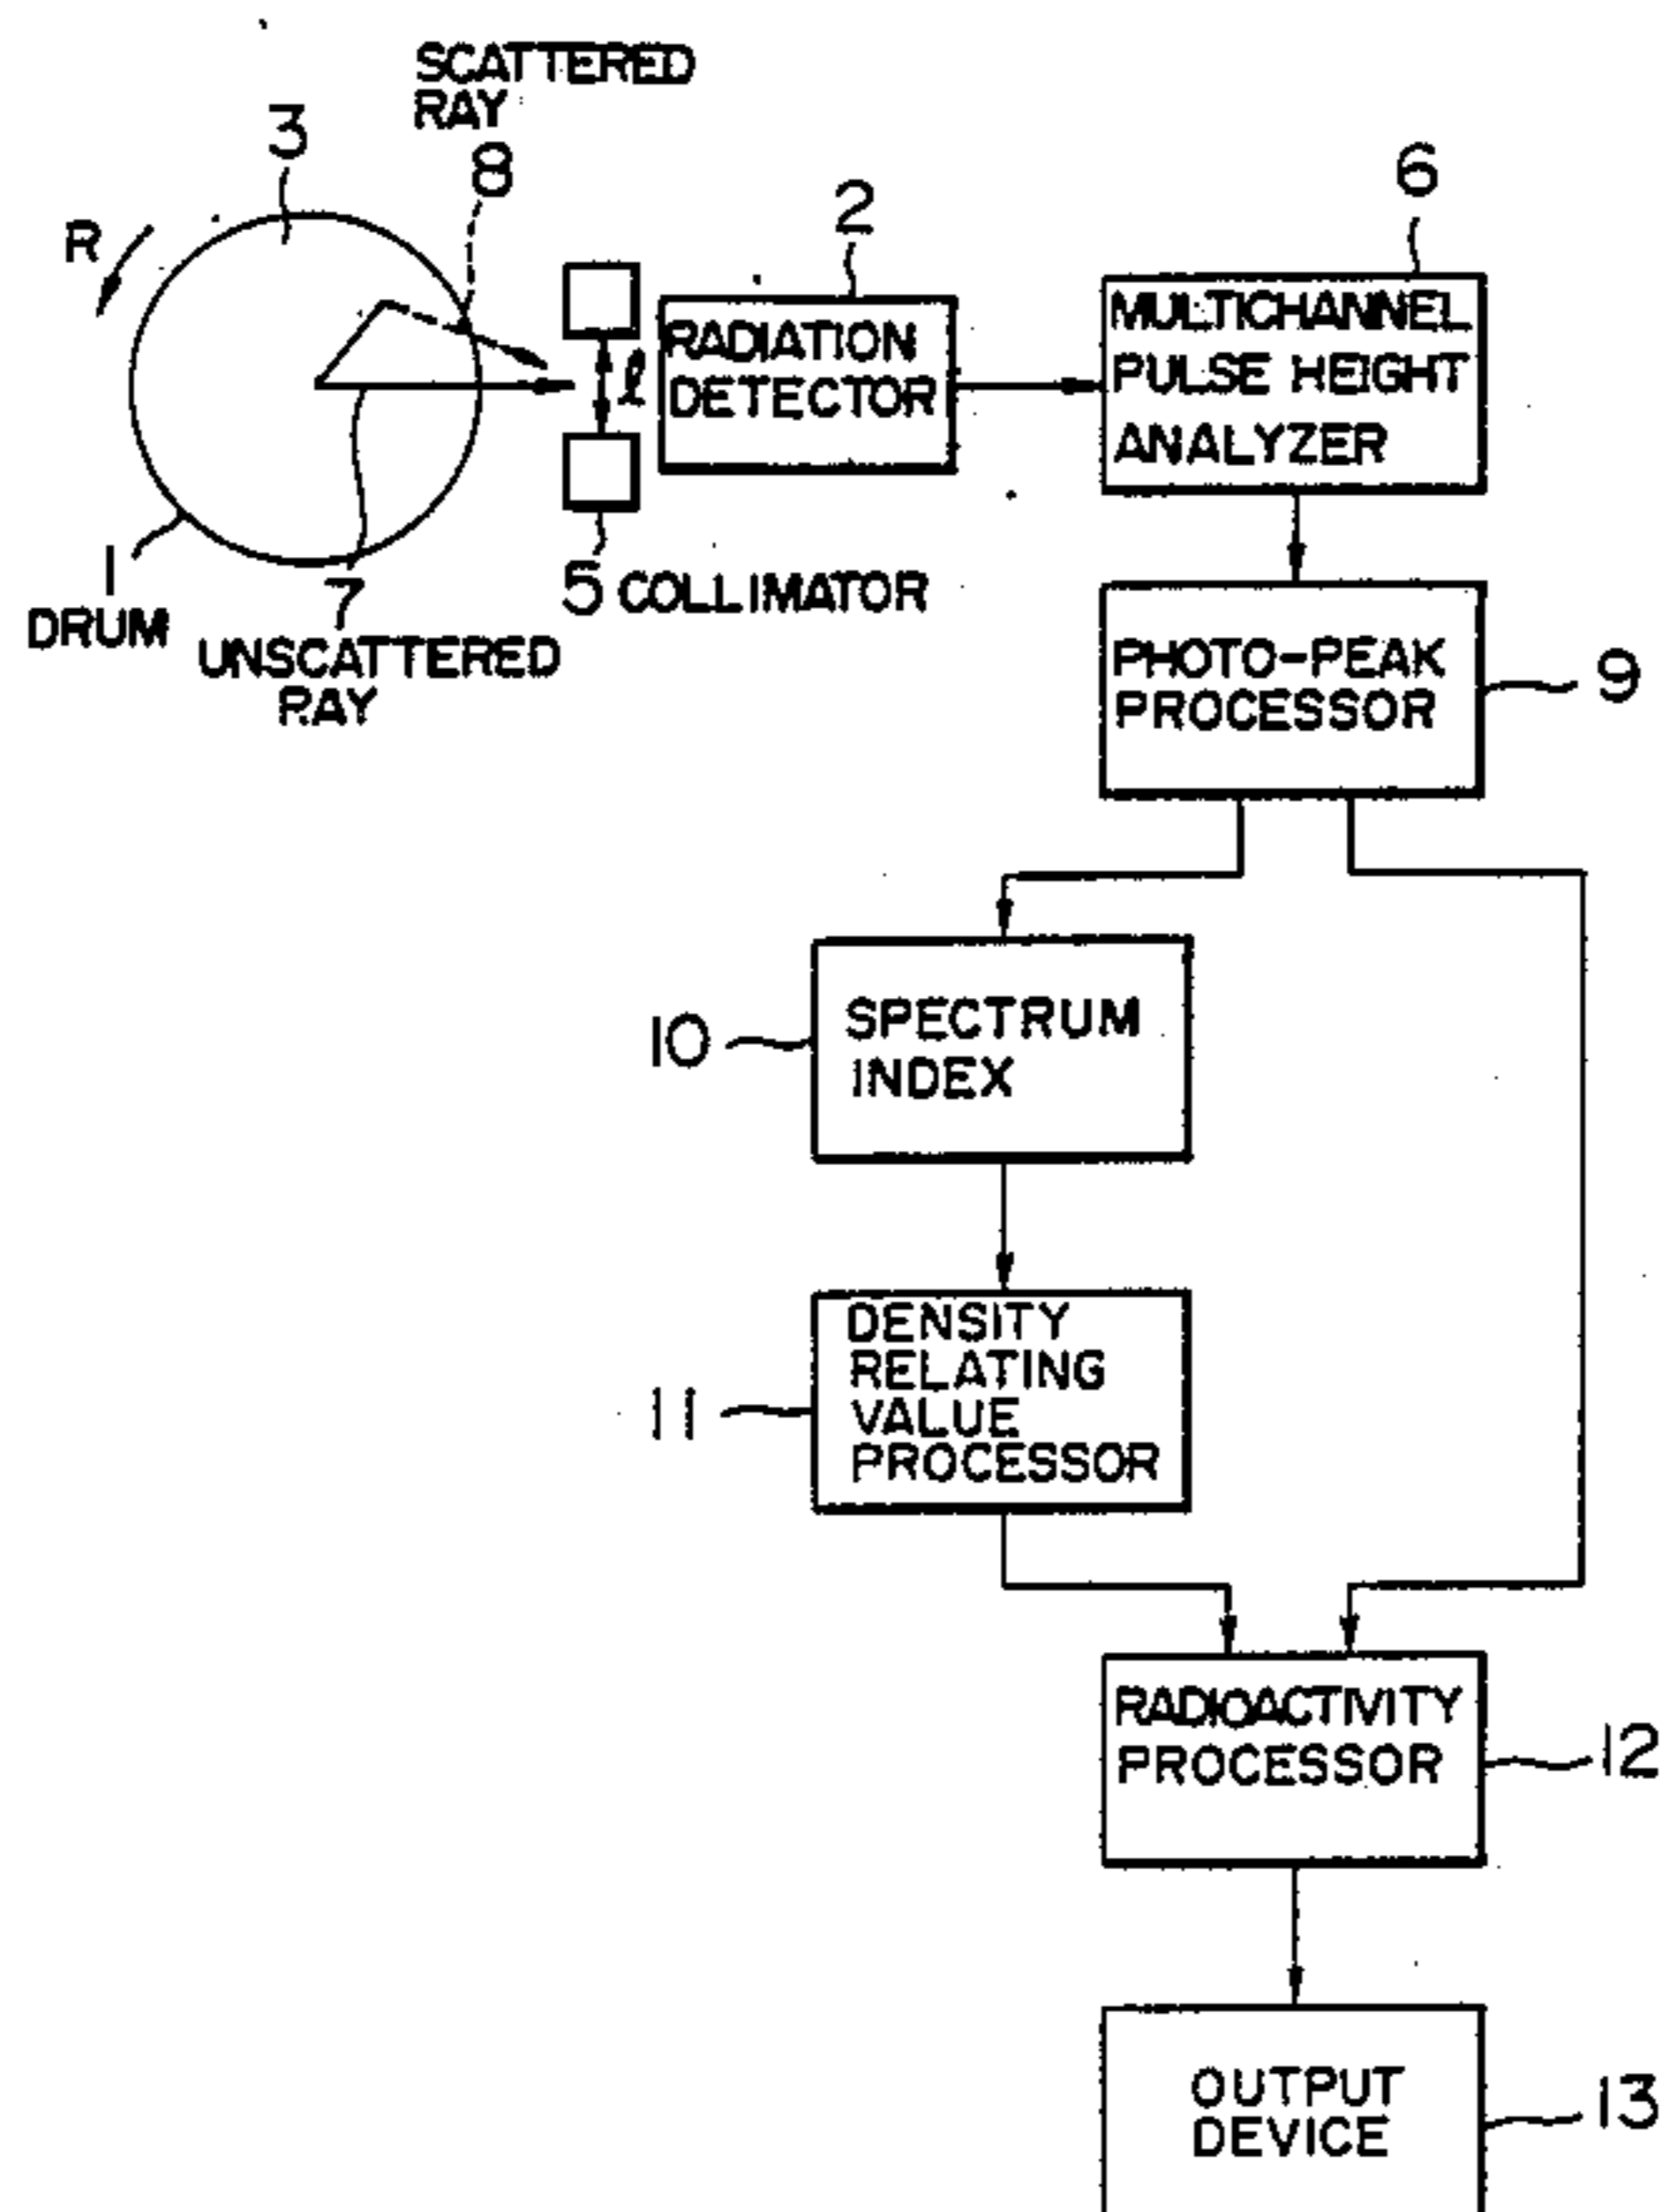 SCATTERED
RAY
3
8
R
2
6
RADIATION
DETECTOR
ℓ
MULTICHANNEL
PULSE HEIGHT
ANALYZER
1
DRUM
7
UNSCATTERED
RAY
5 COLLIMATOR
PHOTO-PEAK
PROCESSOR
9
10
SPECTRUM
INDEX
11
DENSITY
RELATING
VALUE
PROCESSOR
RADIOACTIVITY
PROCESSOR
12
OUTPUT
DEVICE
13